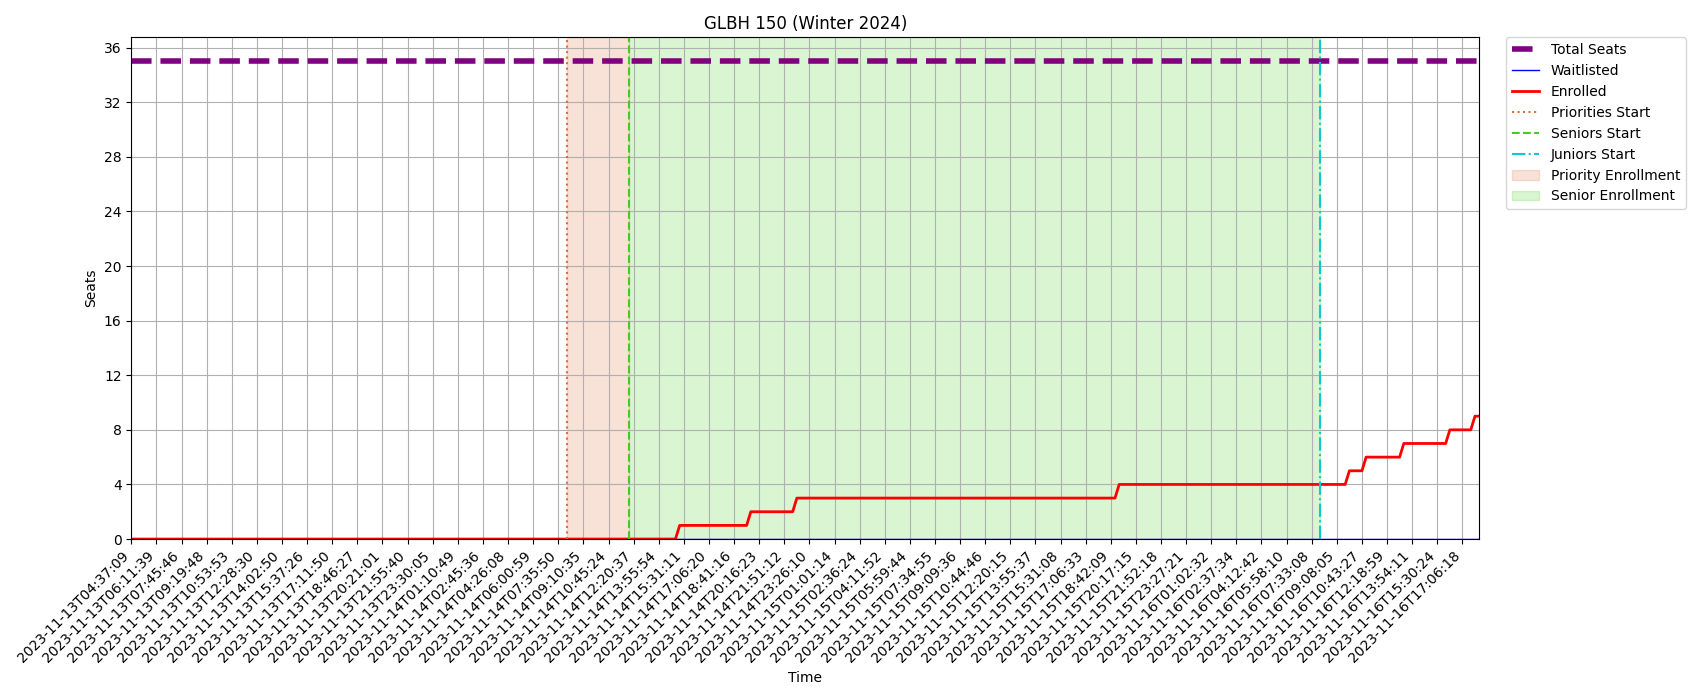 GLBH 150 (Winter 2024)
Total Seats
Waitlisted
Enrolled
Priorities Start
Seniors Start
Juniors Start
Priority Enrollment
Senior Enrollment
Seats
36
32
28
24
20
16
12
8
4
0
2023-11-13T04:37:09
2023-11-13T06:11:39
2023-11-13T07:45:46
2023-11-13T09:19:48
2023-11-13T10:53:53
2023-11-13T12:28:30
2023-11-13T14:02:50
2023-11-13T15:37:26
2023-11-13T17:11:50
2023-11-13T18:46:27
2023-11-13T20:21:01
2023-11-13T21:55:40
2023-11-13T23:30:05
2023-11-14T01:10:49
2023-11-14T02:45:36
2023-11-14T04:26:08
2023-11-14T06:00:59
2023-11-14T07:35:50
2023-11-14T09:10:35
2023-11-14T10:45:24
2023-11-14T12:20:37
2023-11-14T13:55:54
2023-11-14T15:31:11
2023-11-14T17:06:20
2023-11-14T18:41:16
2023-11-14T20:16:23
2023-11-14T21:51:12
2023-11-14T23:26:10
2023-11-15T01:01:14
2023-11-15T02:36:24
2023-11-15T04:11:52
2023-11-15T05:59:44
2023-11-15T07:34:55
2023-11-15T09:09:36
2023-11-15T10:44:46
2023-11-15T12:20:15
2023-11-15T13:55:37
2023-11-15T15:31:08
2023-11-15T17:06:33
2023-11-15T18:42:09
2023-11-15T20:17:15
2023-11-15T21:52:18
2023-11-15T23:27:21
2023-11-16T01:02:32
2023-11-16T02:37:34
2023-11-16T04:12:42
2023-11-16T05:58:10
2023-11-16T07:33:08
2023-11-16T09:08:05
2023-11-16T10:43:27
2023-11-16T12:18:59
2023-11-16T13:54:11
2023-11-16T15:30:24
2023-11-16T17:06:18
Time